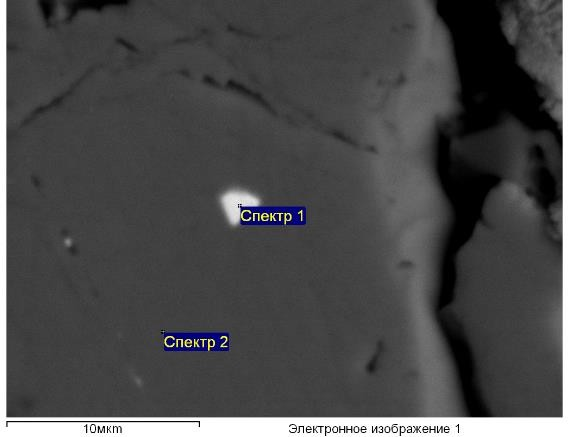 Спектр 1
Спектр 2
10мкm
Электронное изображение 1